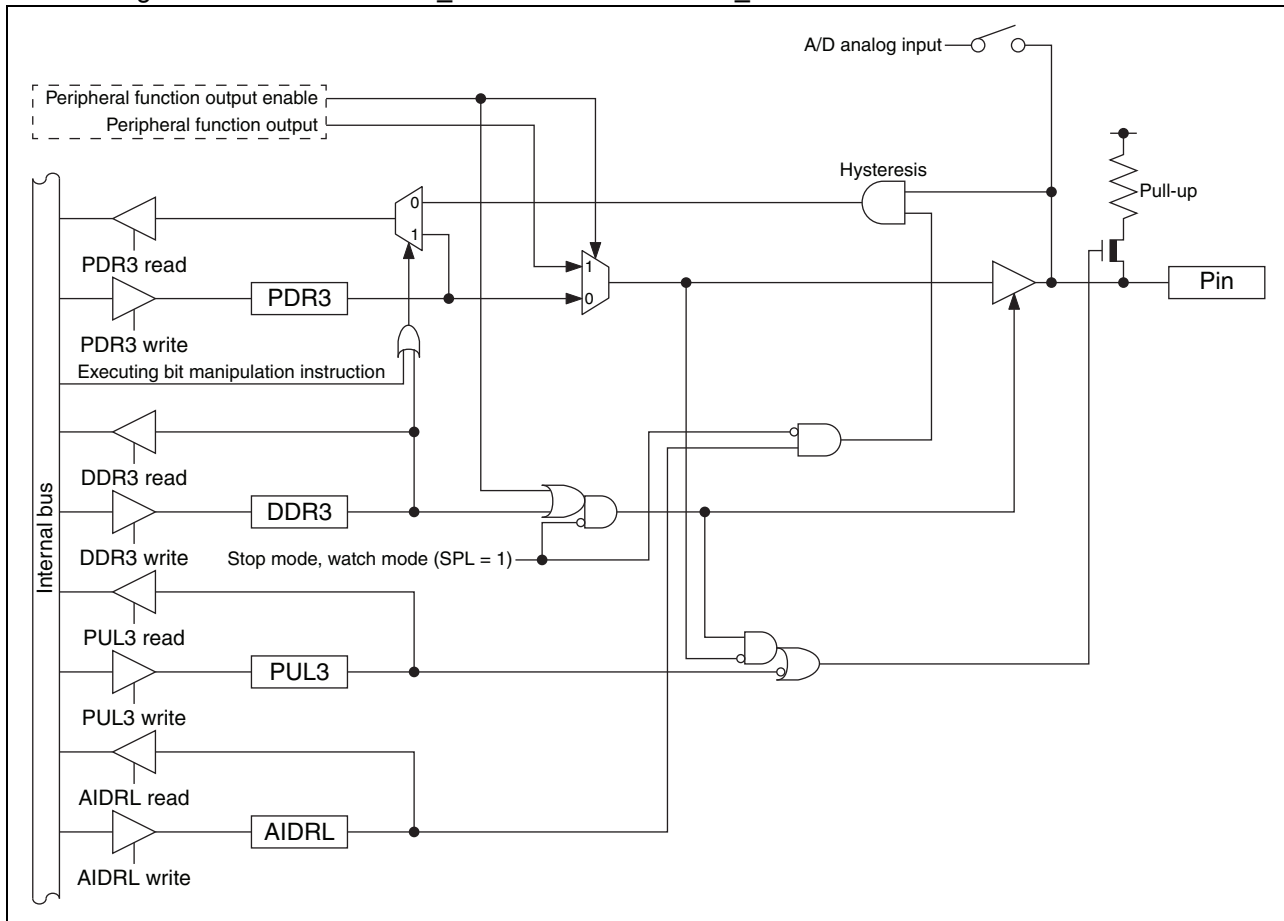 A/D analog input
Peripheral function output enable
Peripheral function output
Hysteresis
Pull-up
0
1
PDR3 read
1
0
PDR3
Pin
PDR3 write
Executing bit manipulation instruction
DDR3 read
DDR3
DDR3 write
Stop mode, watch mode (SPL = 1)
Internal bus
PUL3 read
PUL3
PUL3 write
AIDRL read
AIDRL
AIDRL write